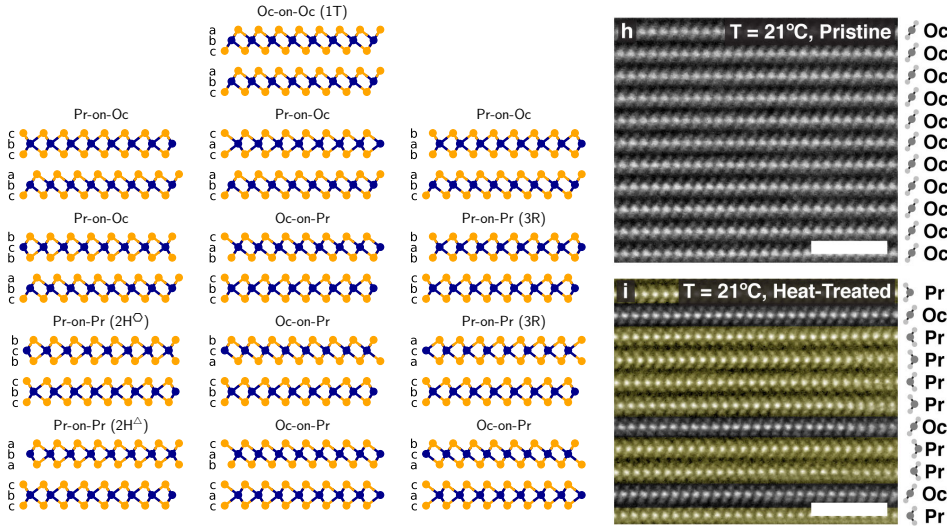 Oc-on-Oc (1T)
a
b
c
a
b
c
Pr-on-Oc
Pr-on-Oc
Pr-on-Oc
c
b
c
a
b
c
Pr-on-Oc
Oc-on-Pr
Pr-on-Pr (3R)
Pr-on-Pr (2H⎔)
Oc-on-Pr
Pr-on-Pr (3R)
b
c
b
c
b
c
Pr-on-Pr (2H△)
Oc-on-Pr
Oc-on-Pr
a
b
a
c
b
c
h
T = 21°C, Pristine
Oc
Oc
Oc
Oc
Oc
Oc
Oc
Oc
Oc
Oc
Oc
i
T = 21°C, Heat-Treated
Pr
Oc
Pr
Pr
Pr
Pr
Oc
Pr
Pr
Oc
Pr